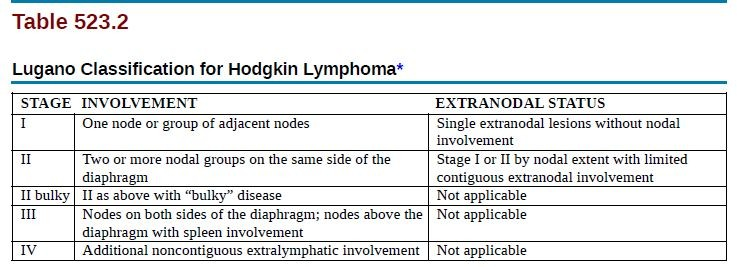 Table 523.2
Lugano Classification for Hodgkin Lymphoma*
STAGE INVOLVEMENT EXTRANODAL STATUS
I One node or group of adjacent nodes Single extranodal lesions without nodal
involvement
II Two or more nodal groups on the same side of the Stage I or II by nodal extent with limited
diaphragm contiguous extranodal involvement
II bulky II as above with “bulky” disease Not applicable
III Nodes on both sides of the diaphragm; nodes above the Not applicable
diaphragm with spleen involvement
IV Additional noncontiguous extralymphatic involvement Not applicable